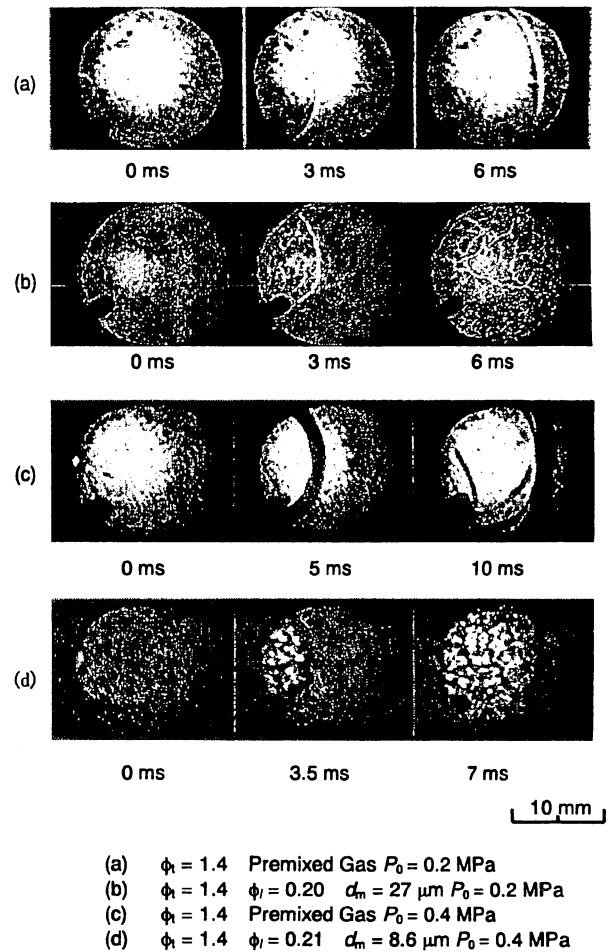 (a)
0 ms 3 ms 6 ms
(b)
0 ms 3 ms 6 ms
(c)
0 ms 5 ms 10 ms
(d)
0 ms 3.5 ms 7 ms
10 mm
(a) ϕt = 1.4 Premixed Gas P0 = 0.2 MPa
(b) ϕt = 1.4 ϕl = 0.20 dm = 27 μm P0 = 0.2 MPa
(c) ϕt = 1.4 Premixed Gas P0 = 0.4 MPa
(d) ϕt = 1.4 ϕl = 0.21 dm = 8.6 μm P0 = 0.4 MPa